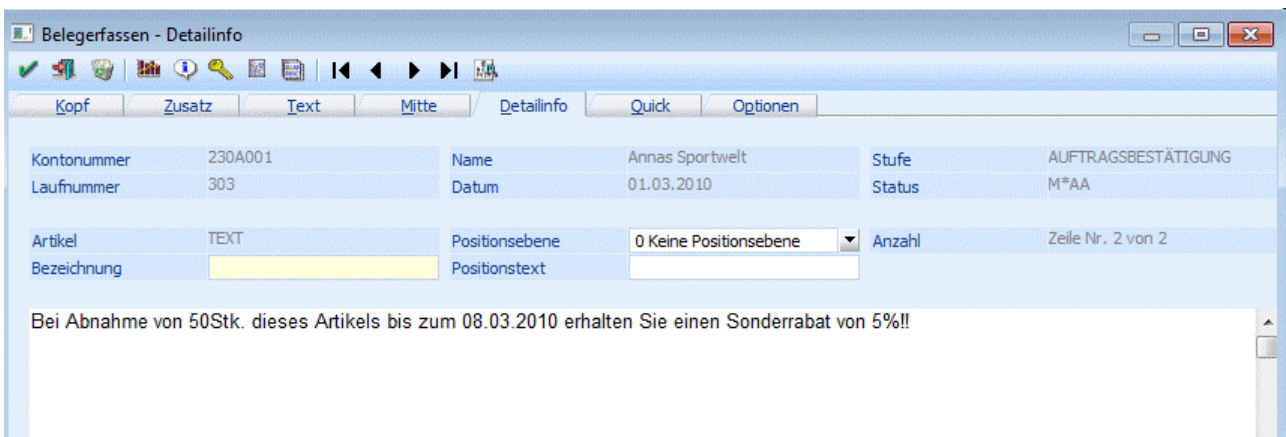 Belegerfassen - Detailinfo
Kopf Zusatz Text Mitte Detailinfo Quick Optionen
Kontonummer 230A001 Name Annas Sportwelt Stufe AUFTRAGSBESTÄTIGUNG
Laufnummer 303 Datum 01.03.2010 Status M*AA
Artikel TEXT Positionsebene 0 Keine Positionsebene Anzahl Zeile Nr. 2 von 2
Bezeichnung Positionstext
Bei Abnahme von 50Stk. dieses Artikels bis zum 08.03.2010 erhalten Sie einen Sonderrabat von 5%!!